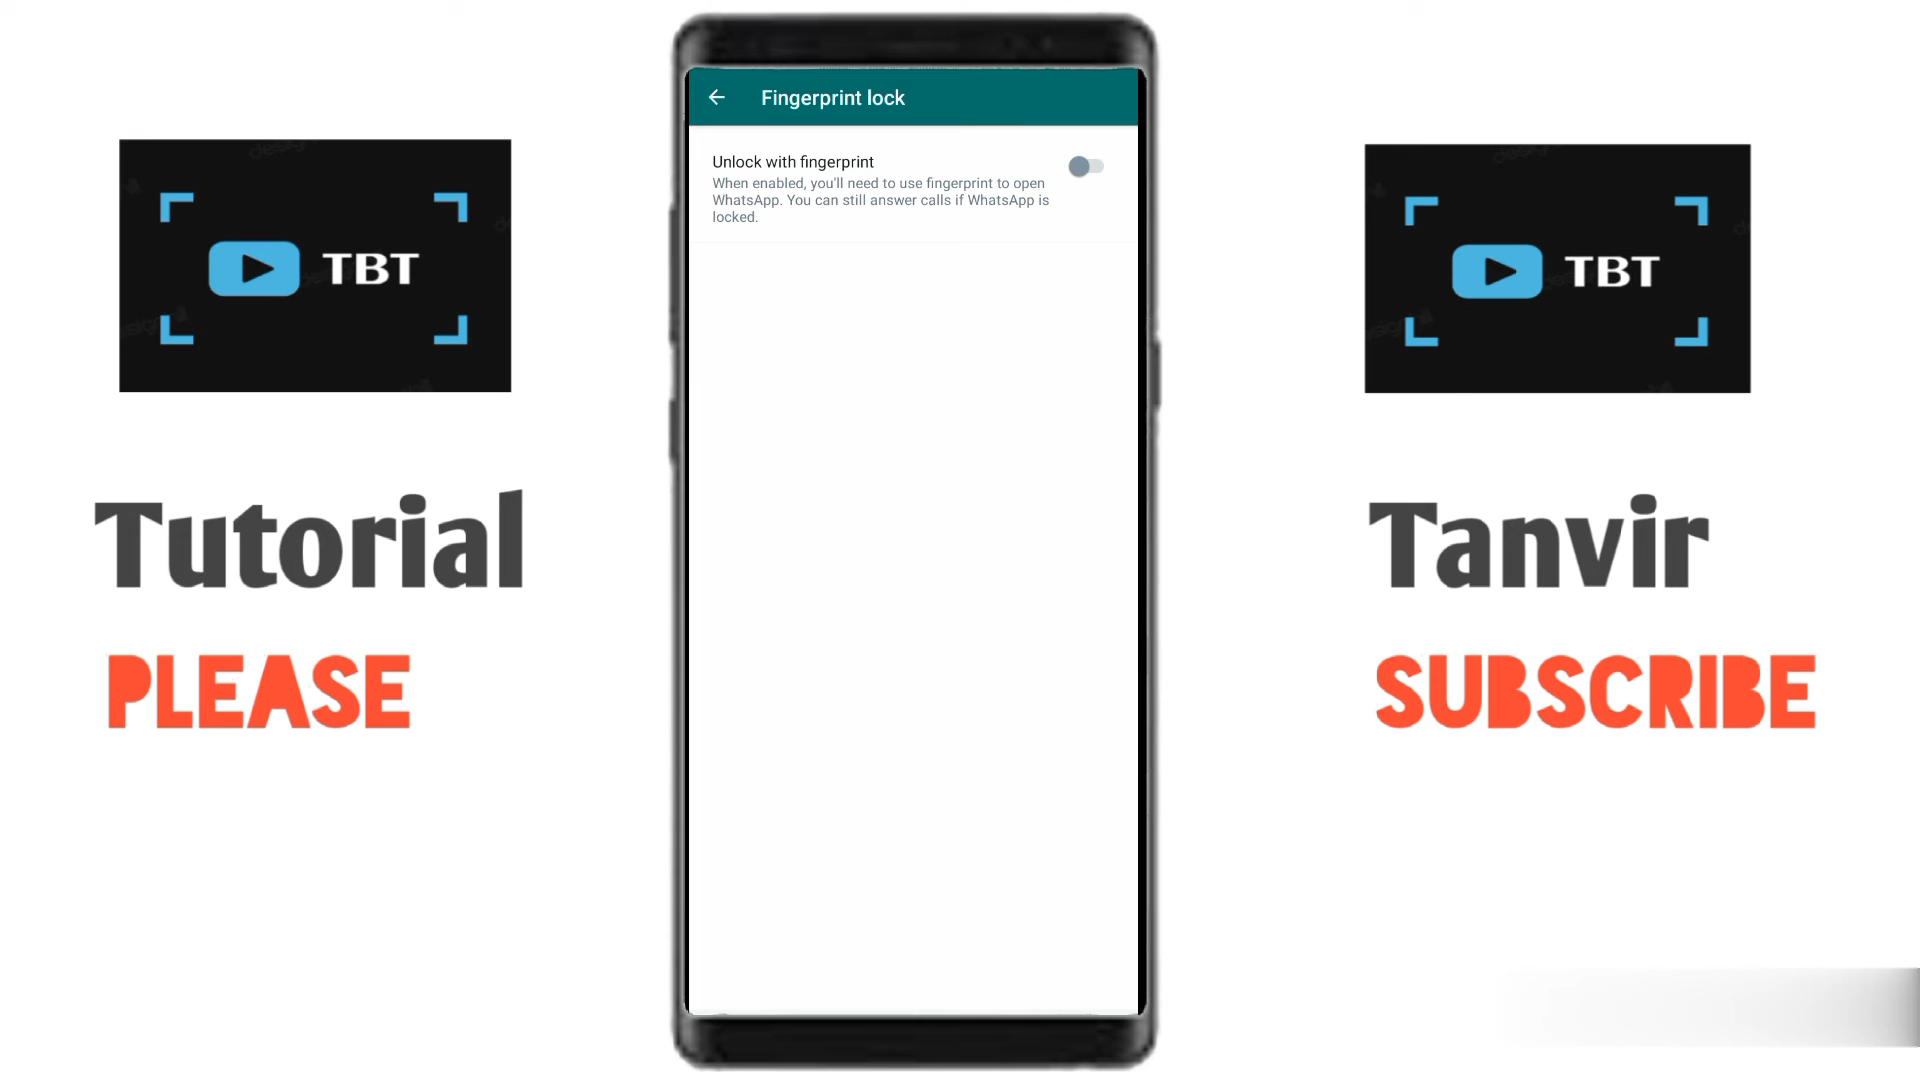 Fingerprint lock
Unlock with fingerprint
When enabled, you'll need to use fingerprint to open
WhatsApp. You can still answer calls if WhatsApp is
locked.
TBT
Tutorial
PLEASE
TBT
Tanvir
SUBSCRIBE